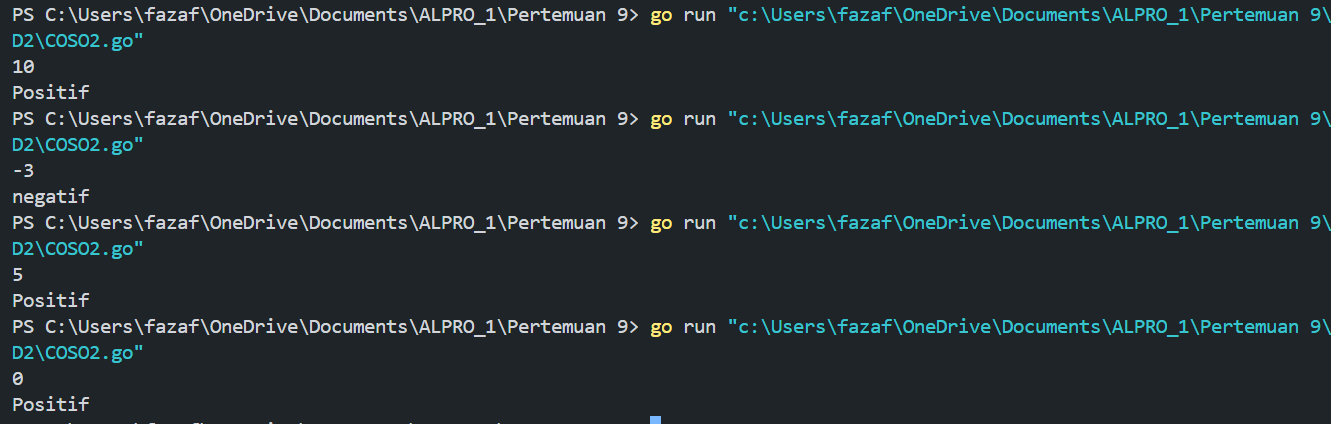 PS C:\Users\fazaf\OneDrive\Documents\ALPRO_1\Pertemuan 9> go run "c:\Users\fazaf\OneDrive\Documents\ALPRO_1\Pertemuan 9\
D2\COSO2.go"
10
Positif
PS C:\Users\fazaf\OneDrive\Documents\ALPRO_1\Pertemuan 9> go run "c:\Users\fazaf\OneDrive\Documents\ALPRO_1\Pertemuan 9\
D2\COSO2.go"
-3
negatif
PS C:\Users\fazaf\OneDrive\Documents\ALPRO_1\Pertemuan 9> go run "c:\Users\fazaf\OneDrive\Documents\ALPRO_1\Pertemuan 9\
D2\COSO2.go"
5
Positif
PS C:\Users\fazaf\OneDrive\Documents\ALPRO_1\Pertemuan 9> go run "c:\Users\fazaf\OneDrive\Documents\ALPRO_1\Pertemuan 9\
D2\COSO2.go"
0
Positif